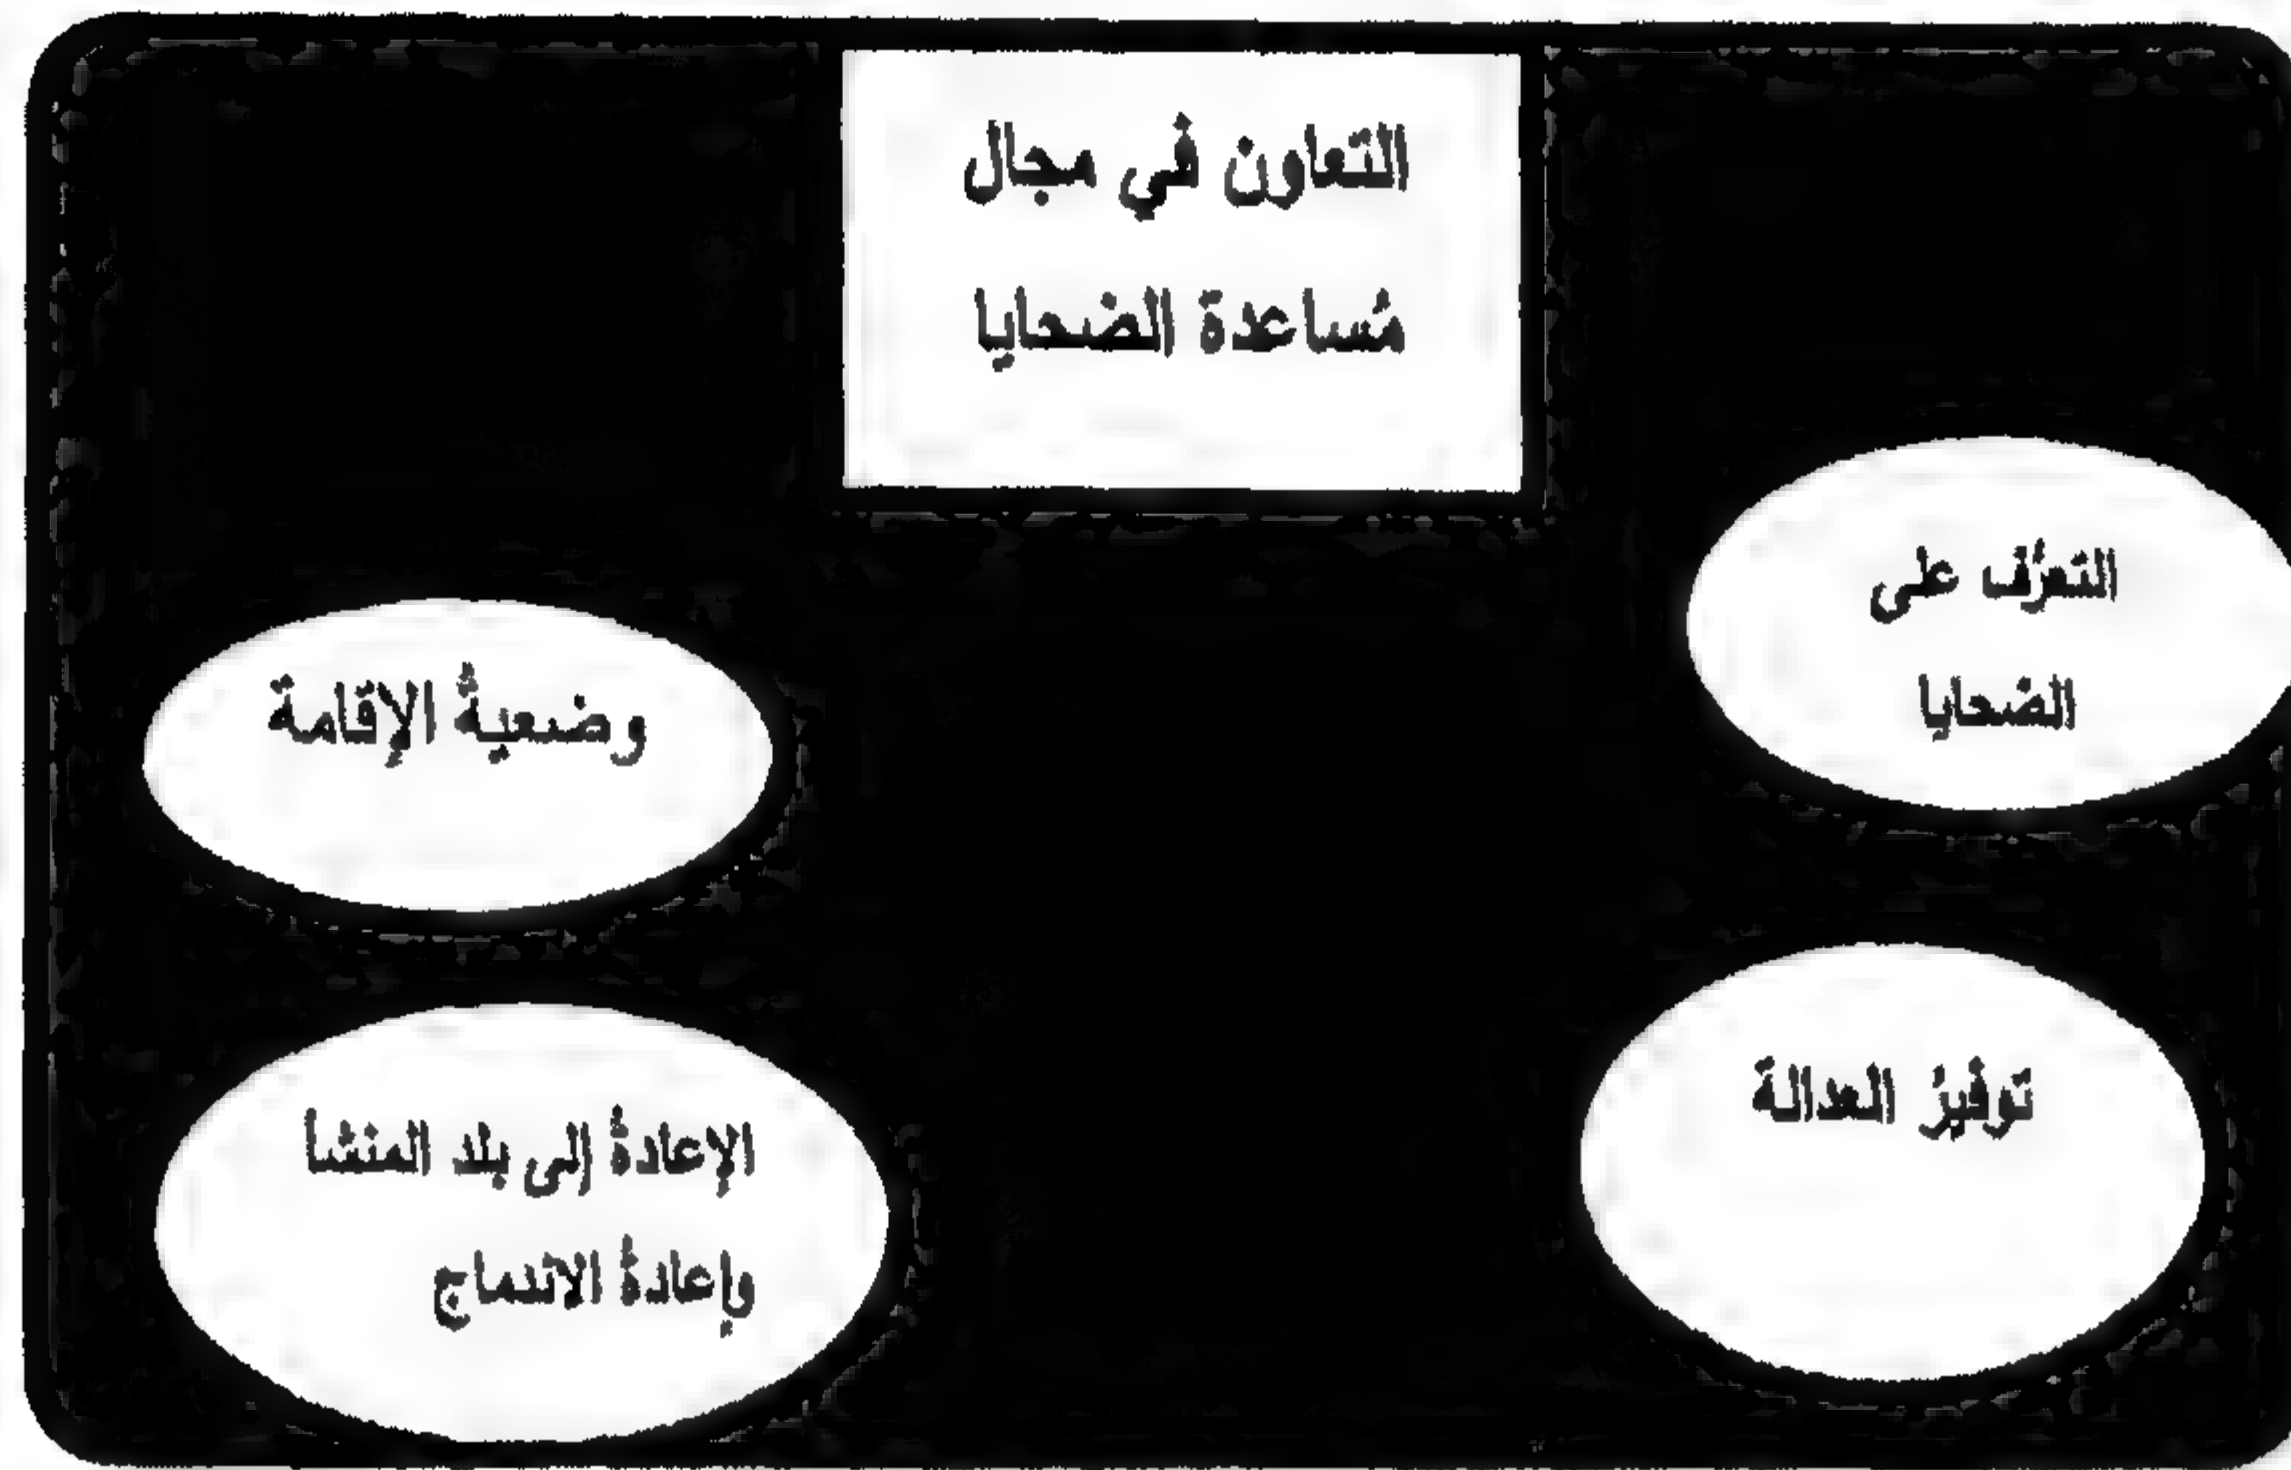 التعاون في مجال
مُساعدة الضحايا
التعرُّف على
الضحايا
وضعيةُ الإقامة
توفيرُ العدالة
الإعادةُ إلى بلد المنشأ
وإعادةُ الاندماج